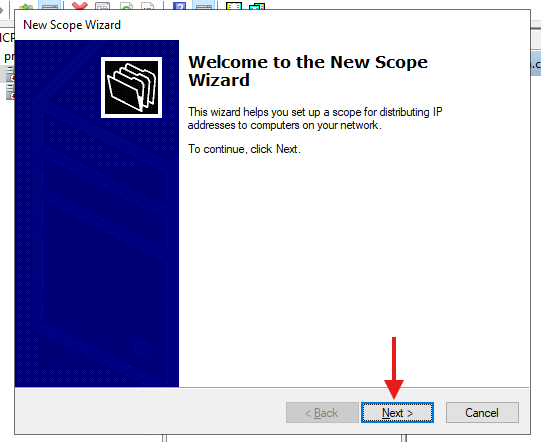 New Scope Wizard
Welcome to the New Scope
Wizard
This wizard helps you set up a scope for distributing IP
addresses to computers on your network.
To continue, click Next.
< Back
Next >
Cancel